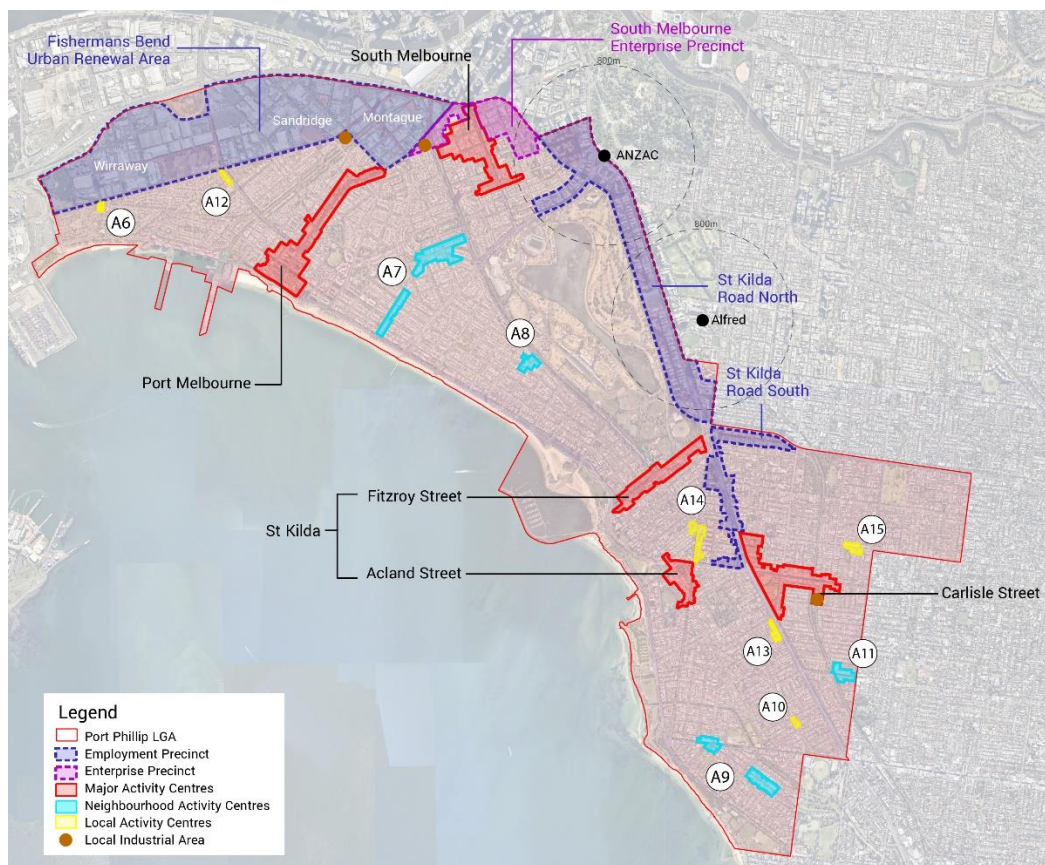 Fishermans Bend
Urban Renewal Area
South Melbourne
South Melbourne
Enterprise Precinct
800m
Sandridge
Montague
Wirraway
ANZAC
A12
A6
800m
A7
St Kilda
Road North
Alfred
A8
Port Melbourne
St Kilda
Road South
Fitzroy Street
A14
St Kilda
A15
Acland Street
Carlisle Street
A13
A11
A10
A9
Legend
Port Phillip LGA
Employment Precinct
Enterprise Precinct
Major Activity Centres
Neighbourhood Activity Centres
Local Activity Centres
Local Industrial Area